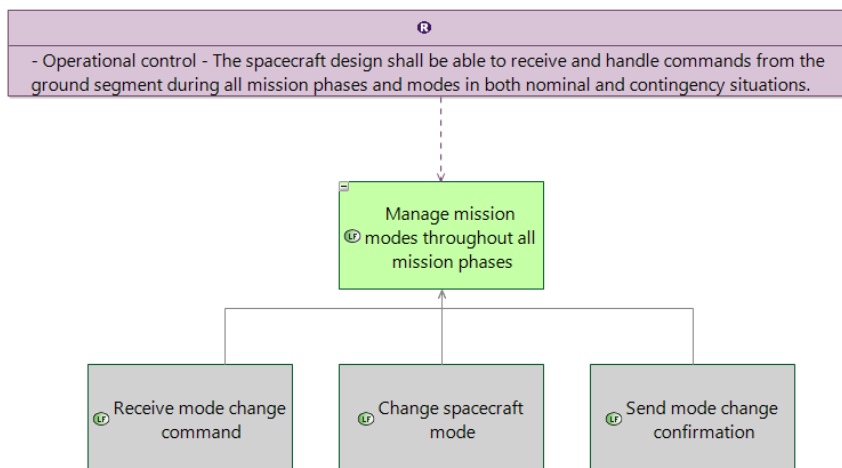 R
- Operational control - The spacecraft design shall be able to receive and handle commands from the
ground segment during all mission phases and modes in both nominal and contingency situations.
Manage mission
LF modes throughout all
mission phases
LF Receive mode change
command
LF Change spacecraft
mode
LF Send mode change
confirmation